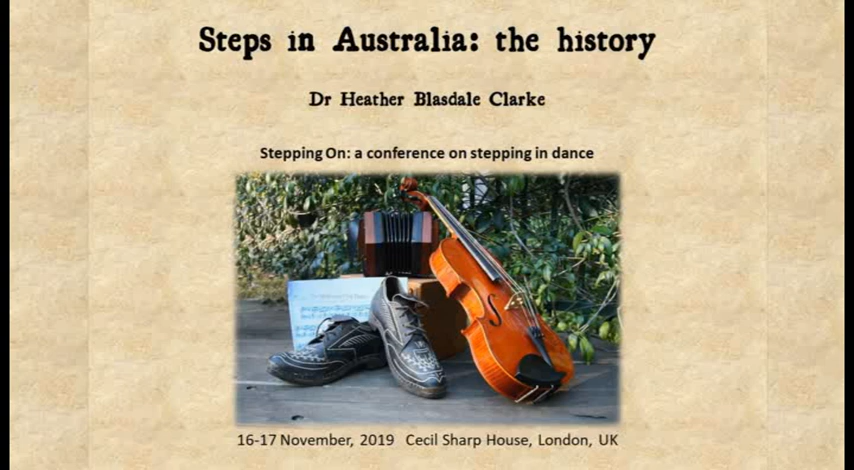 Steps in Australia: the history
Dr Heather Blasdale Clarke
Stepping On: a conference on stepping in dance
16-17 November, 2019 Cecil Sharp House, London, UK